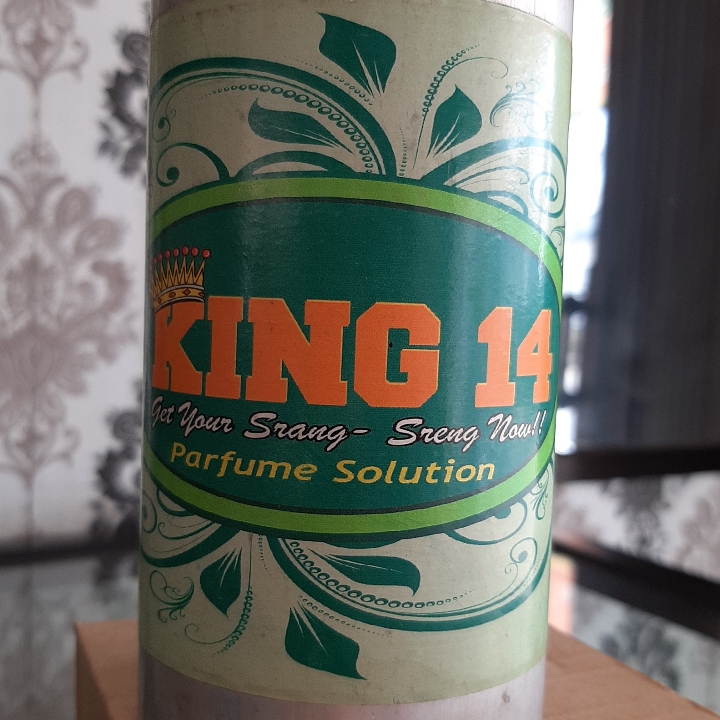 KING 14
Get Your Srang- Sreng Now!!
Parfume Solution